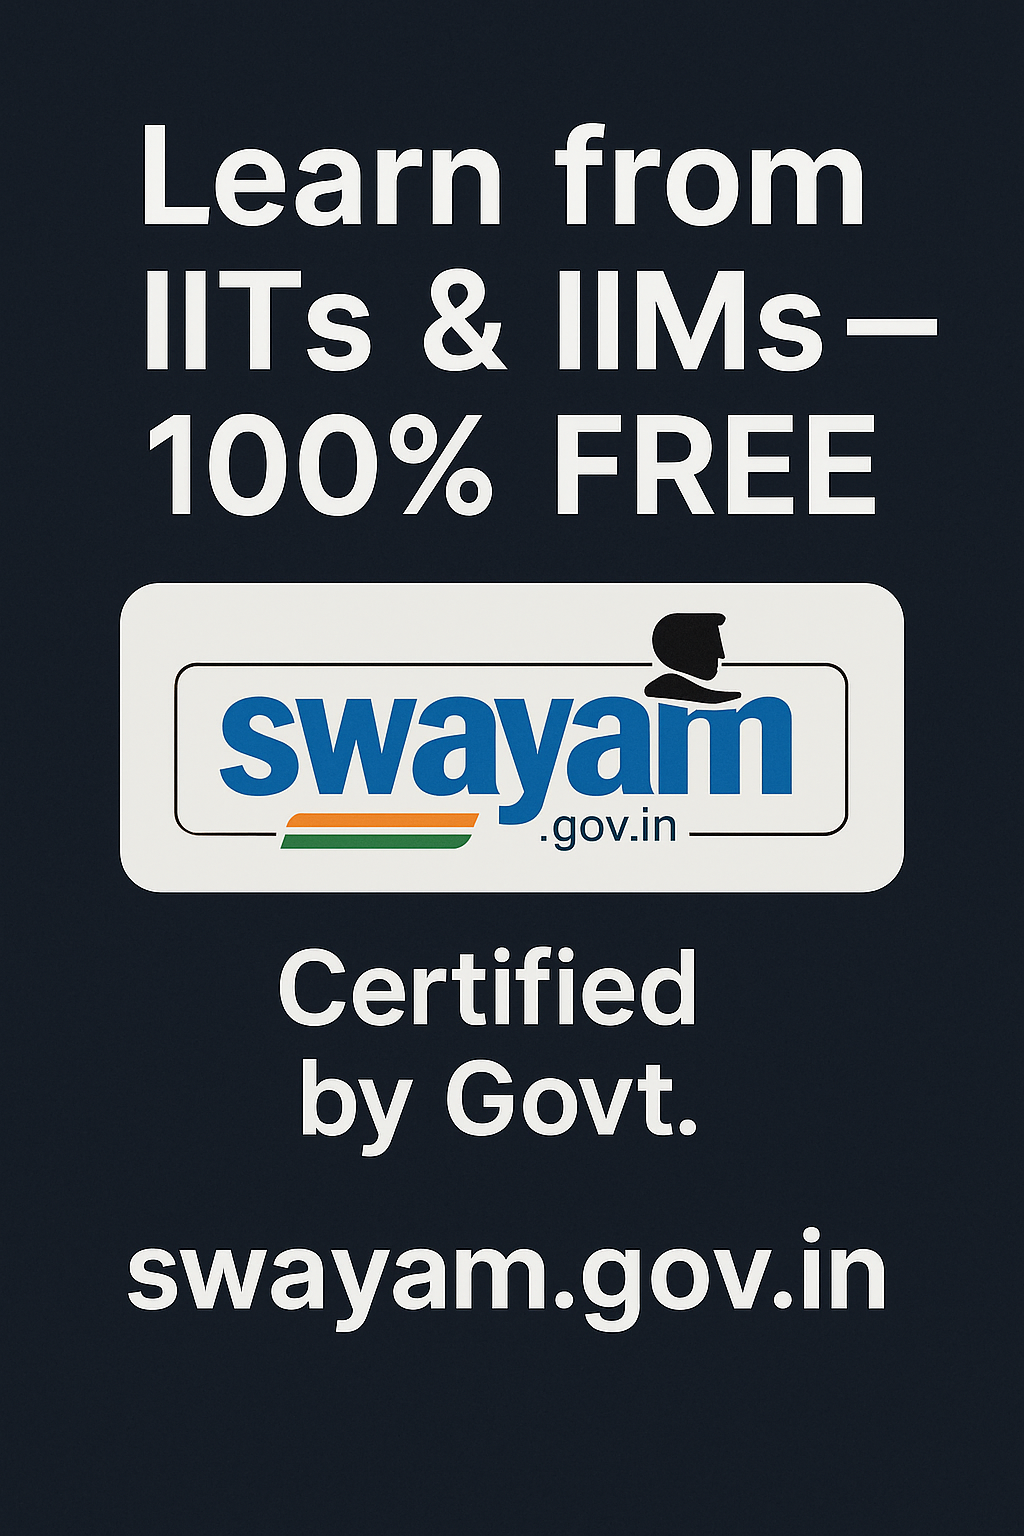 Learn from
IITs & IIMs—
100% FREE
swayam
.gov.in
Certified
by Govt.
swayam.gov.in